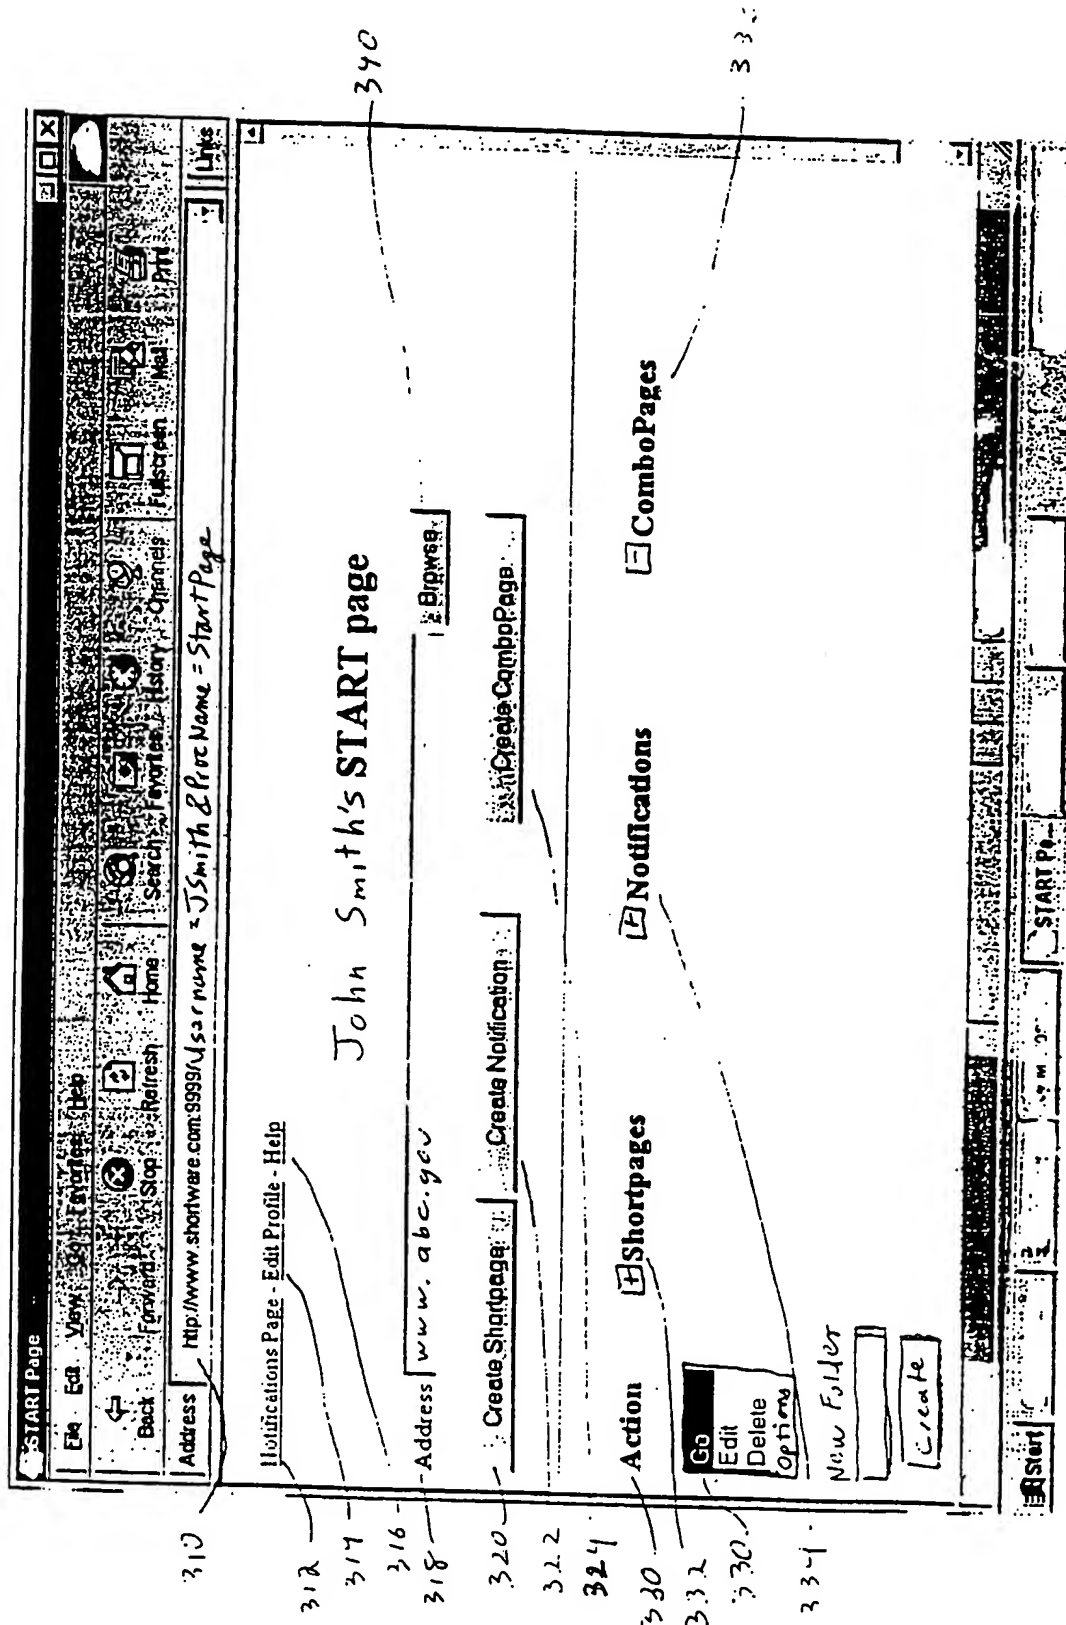 START Page
File Edit View Go Favorites Help
Back Forward Stop Refresh Home Search Favorites History Channels Fullscreen Mail Print
Address http://www.shortware.com:9999/Username=JSmith&ProcName=StartPage Links
310
312 Notifications Page - Edit Profile - Help
314
316
John Smith's START page
340
318 Address www.abc.gov Browse
320 Create Shortpage Create Notification Create ComboPage
322
324
330 Action Shortpages Notifications ComboPages
332
330 Go
Edit
Delete
Options
334
New Folder
Create
Start START Pa...